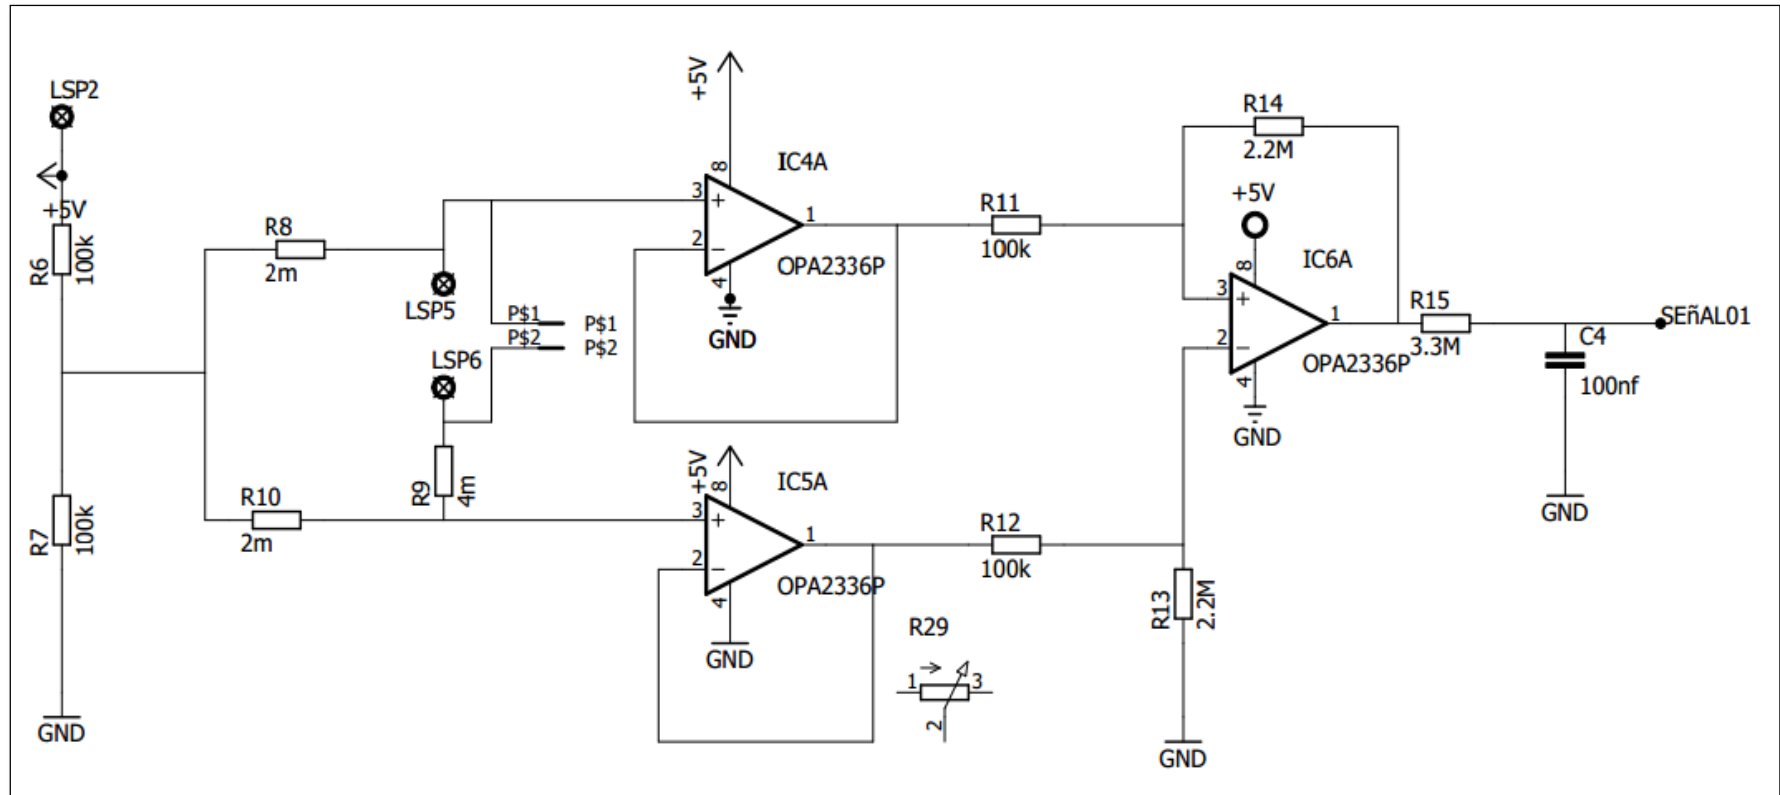 LSP2
+5V
R6
100k
R7
100k
GND
R8
2m
R10
2m
LSP5
LSP6
R9
4m
P$1
P$2
P$1
P$2
+5V
8
3
+
2
−
4
1
IC4A
OPA2336P
GND
+5V
8
3
+
2
−
4
1
IC5A
OPA2336P
GND
R11
100k
R12
100k
R29
1
3
2
R14
2.2M
+5V
8
3
+
2
−
4
1
IC6A
OPA2336P
GND
R13
2.2M
GND
R15
3.3M
C4
100nf
GND
SEñAL01